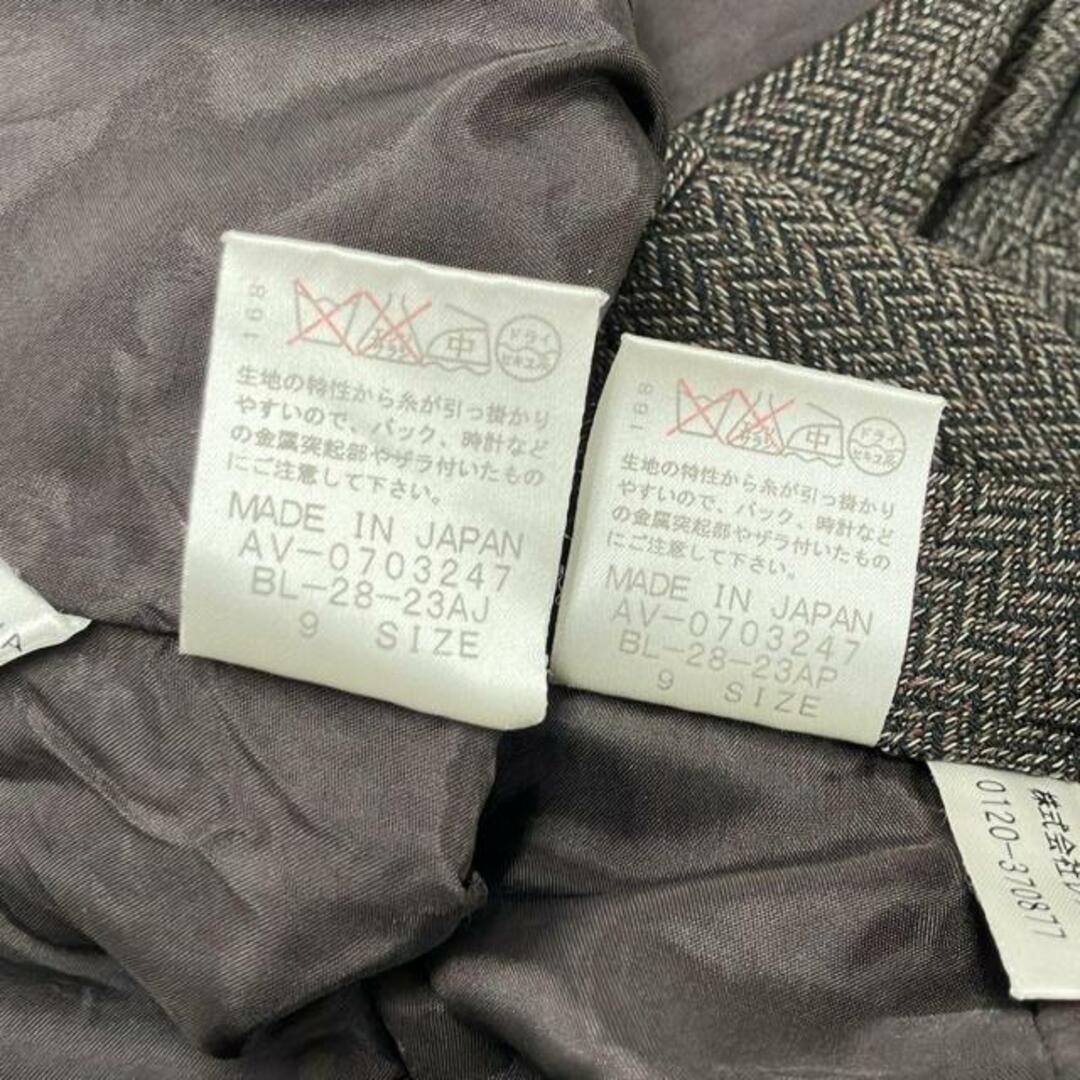 168
中
ドライ
セキユ系
生地の特性から糸が引っ掛かり
やすいので、バック、時計など
の金属突起部やザラ付いたもの
にご注意して下さい。
MADE IN JAPAN
AV-0703247
BL-28-23AJ
9 SIZE
168
中
ドライ
セキユ系
生地の特性から糸が引っ掛かり
やすいので、バック、時計など
の金属突起部やザラ付いたもの
にご注意して下さい。
MADE IN JAPAN
AV-0703247
BL-28-23AP
9 SIZE
株式会社
0120-370877